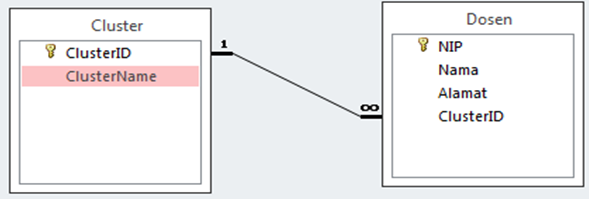 Cluster
ClusterID
ClusterName
1
∞
Dosen
NIP
Nama
Alamat
ClusterID